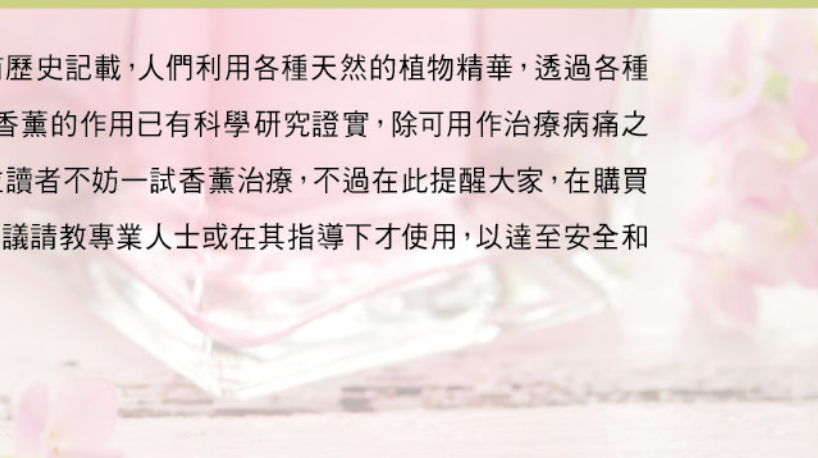 歷史記載，人們利用各種天然的植物精華，透過各種
香薰的作用已有科學研究證實，除可用作治療病痛之
讀者不妨一試香薰治療，不過在此提醒大家，在購買
議請教專業人士或在其指導下才使用，以達至安全和